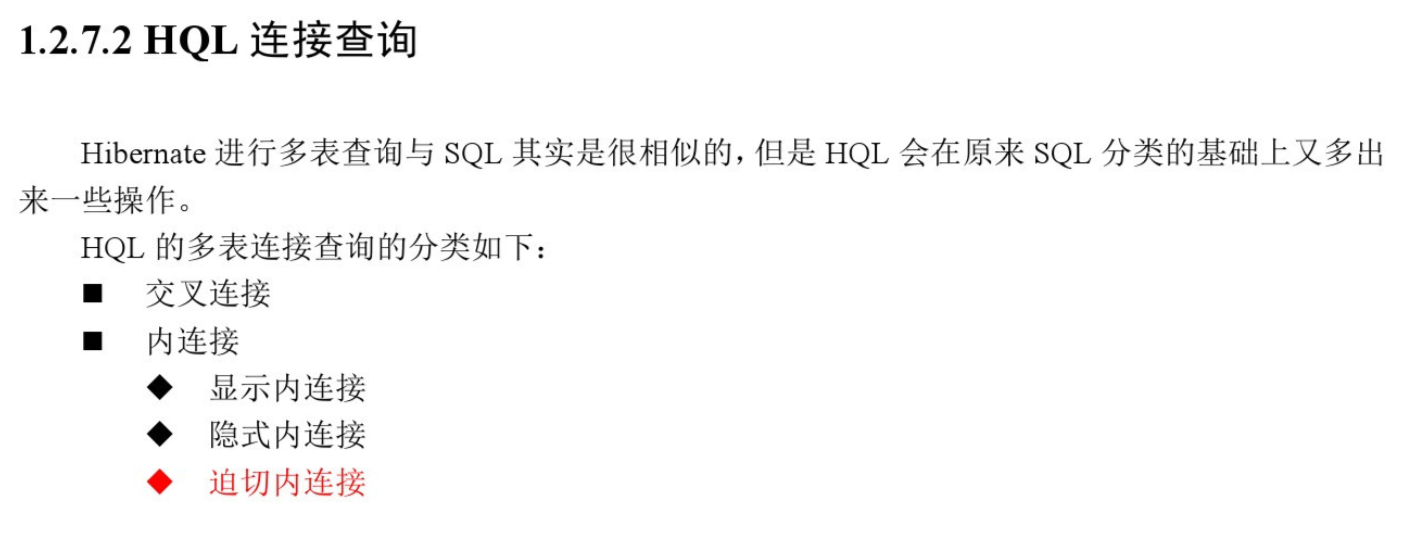 1.2.7.2 HQL 连接查询
Hibernate 进行多表查询与 SQL 其实是很相似的，但是 HQL 会在原来 SQL 分类的基础上又多出
来一些操作。
HQL 的多表连接查询的分类如下：
■ 交叉连接
■ 内连接
◆ 显示内连接
◆ 隐式内连接
◆ 迫切内连接